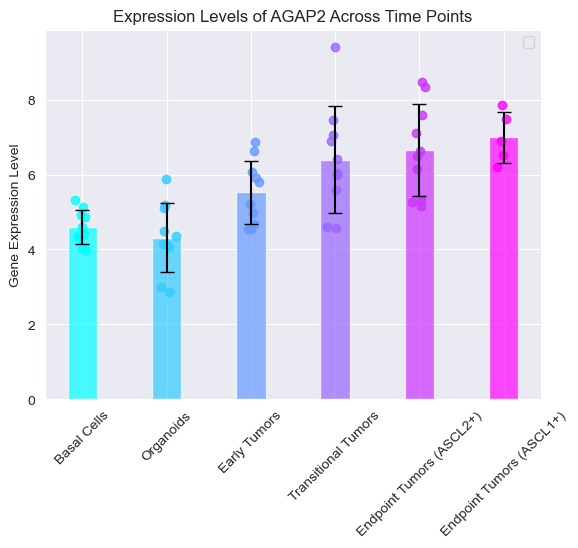 Expression Levels of AGAP2 Across Time Points
Gene Expression Level
8
6
4
2
0
Basal Cells
Organoids
Early Tumors
Transitional Tumors
Endpoint Tumors (ASCL2+)
Endpoint Tumors (ASCL1+)